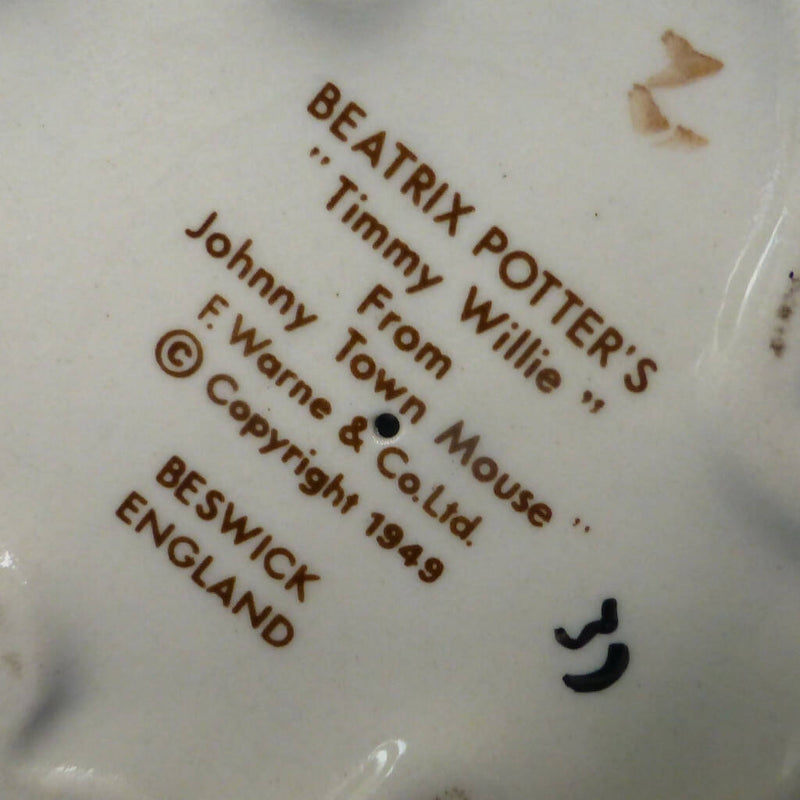 BEATRIX POTTER'S
" Timmy Willie "
From
Johnny Town Mouse "
F. Warne & Co.Ltd.
© Copyright 1949
BESWICK
ENGLAND